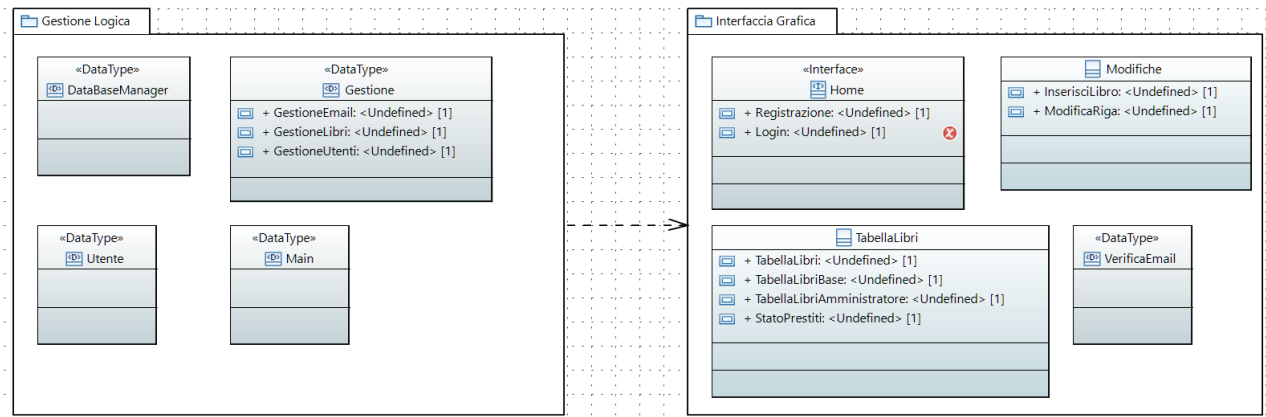 Gestione Logica
«DataType»
DataBaseManager
«DataType»
Gestione
+ GestioneEmail: <Undefined> [1]
+ GestioneLibri: <Undefined> [1]
+ GestioneUtenti: <Undefined> [1]
«DataType»
Utente
«DataType»
Main
Interfaccia Grafica
«Interface»
Home
+ Registrazione: <Undefined> [1]
+ Login: <Undefined> [1]
Modifiche
+ InserisciLibro: <Undefined> [1]
+ ModificaRiga: <Undefined> [1]
TabellaLibri
+ TabellaLibri: <Undefined> [1]
+ TabellaLibriBase: <Undefined> [1]
+ TabellaLibriAmministratore: <Undefined> [1]
+ StatoPrestiti: <Undefined> [1]
«DataType»
VerificaEmail